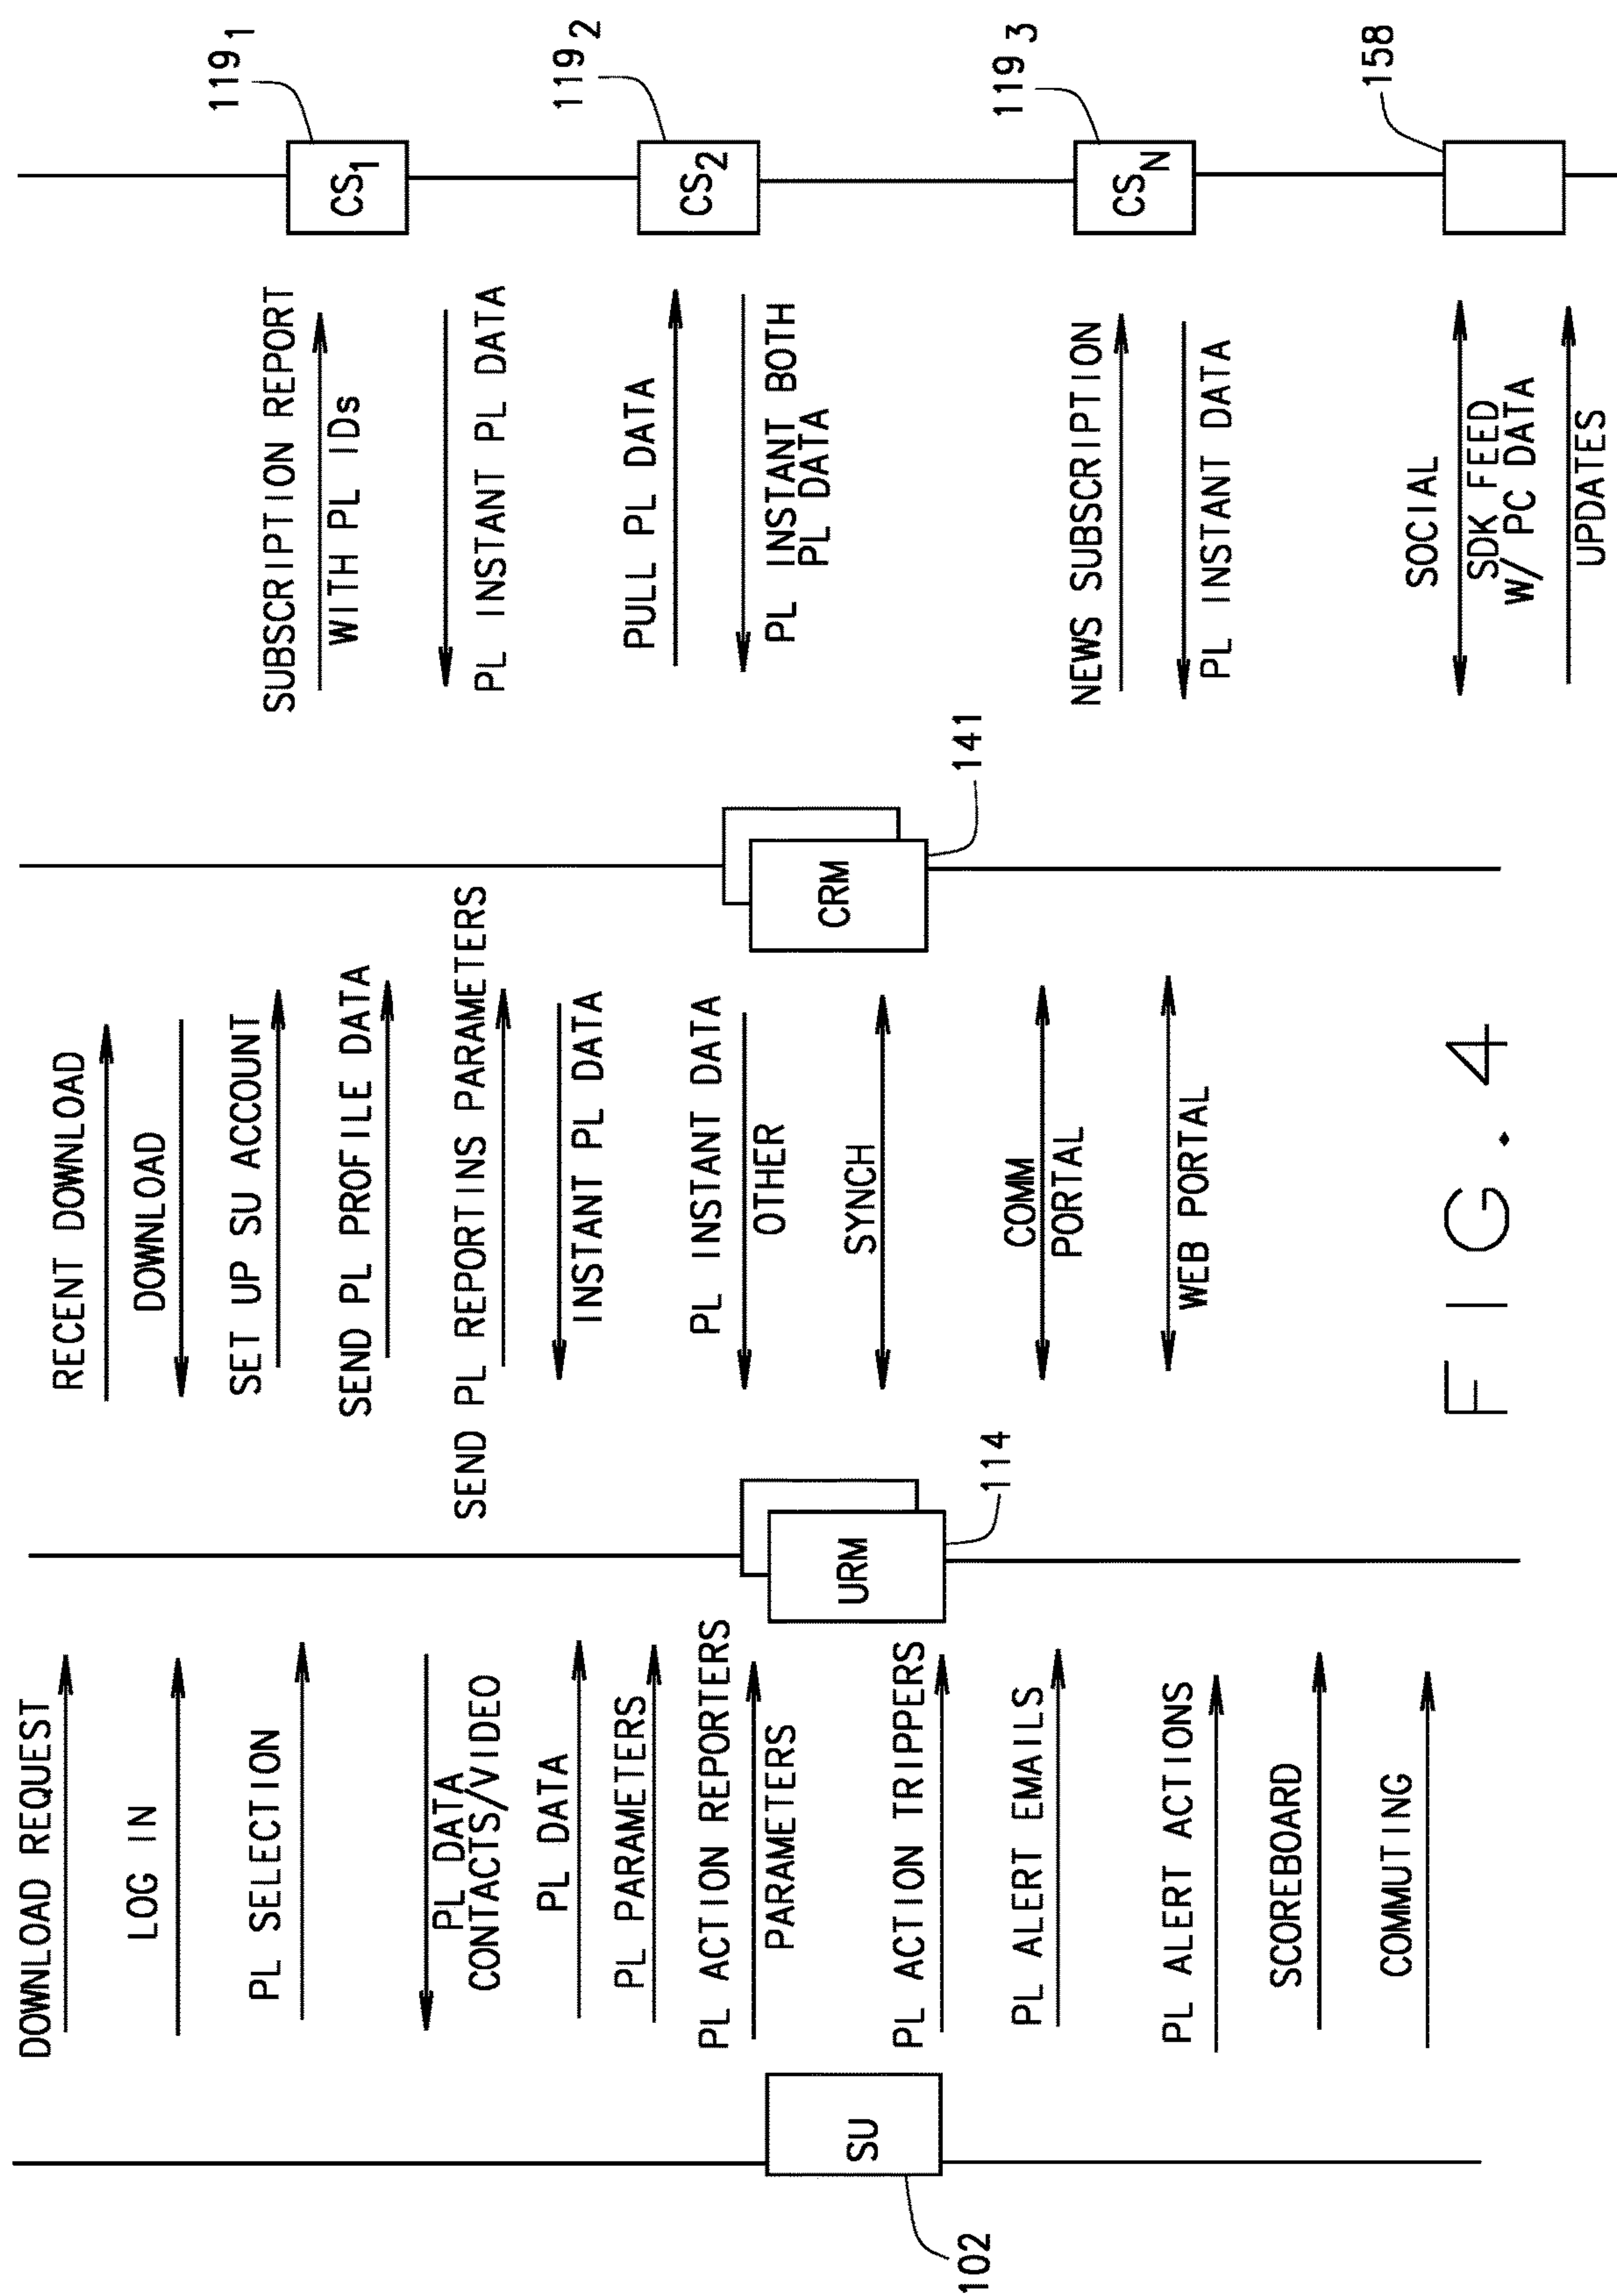 102
SU
DOWNLOAD REQUEST
LOG IN
PL SELECTION
PL DATA
CONTACTS/VIDEO
PL DATA
PL PARAMETERS
PL ACTION REPORTERS
PARAMETERS
PL ACTION TRIPPERS
PL ALERT EMAILS
PL ALERT ACTIONS
SCOREBOARD
COMMUTING
URM
114
RECENT DOWNLOAD
DOWNLOAD
SET UP SU ACCOUNT
SEND PL PROFILE DATA
SEND PL REPORTINS PARAMETERS
INSTANT PL DATA
PL INSTANT DATA
OTHER
SYNCH
COMM
PORTAL
WEB PORTAL
CRM
141
SUBSCRIPTION REPORT
WITH PL IDs
PL INSTANT PL DATA
PULL PL DATA
PL INSTANT BOTH
PL DATA
NEWS SUBSCRIPTION
PL INSTANT DATA
SOCIAL
SDK FEED
W/ PC DATA
UPDATES
CS1
119 1
CS2
119 2
CSN
119 3
158
FIG. 4